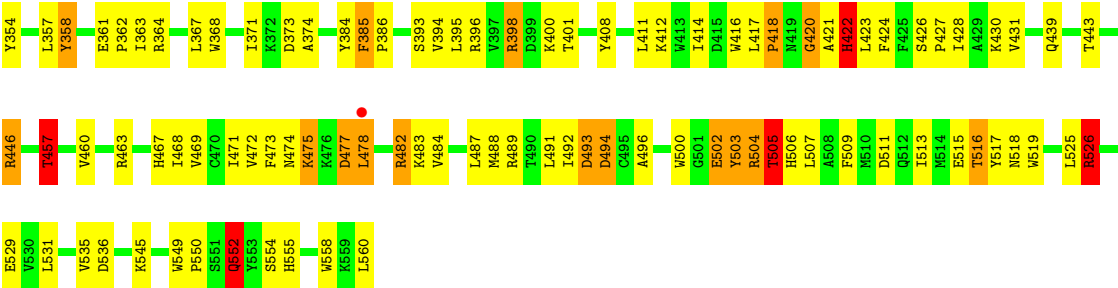 Y354 L357 Y358 E361 P362 I363 R364 L367 W368 I371 K372 D373 A374 Y384 F385 P386 S393 V394 L395 R396 V397 R398 D399 K400 T401 Y408 L411 K412 W413 I414 D415 W416 L417 P418 N419 G420 A421 H422 L423 F424 F425 S426 P427 I428 A429 K430 V431 Q439 T443
R446 T457 V460 R463 H467 I468 V469 C470 I471 V472 F473 N474 K475 K476 D477 L478 R482 K483 V484 L487 M488 R489 T490 L491 I492 D493 D494 C495 A496 W500 G501 E502 Y503 R504 T505 H506 L507 A508 F509 M510 D511 Q512 I513 M514 E515 T516 Y517 N518 W519 L525 R526
E529 V530 L531 V535 D536 K545 W549 P550 S551 Q552 Y553 S554 H555 W558 K559 L560